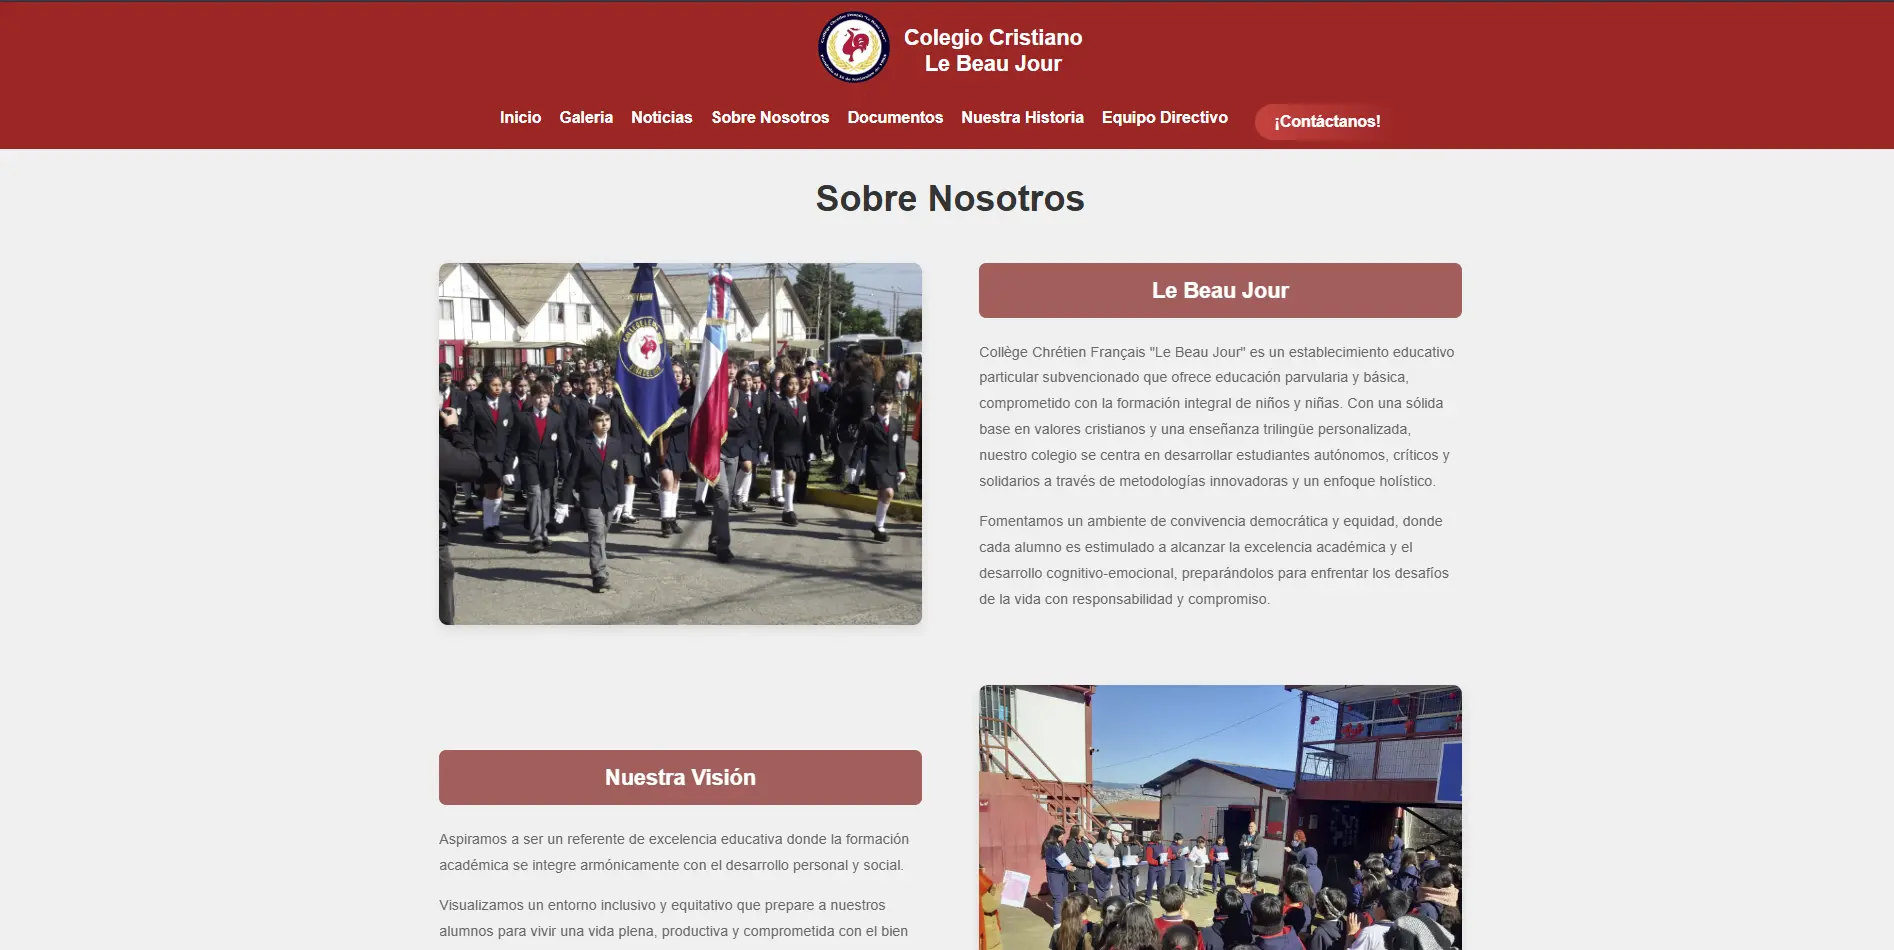 Colegio Cristiano
Le Beau Jour
Inicio Galeria Noticias Sobre Nosotros Documentos Nuestra Historia Equipo Directivo ¡Contáctanos!
Sobre Nosotros
Le Beau Jour
Collège Chrétien Français "Le Beau Jour" es un establecimiento educativo
particular subvencionado que ofrece educación parvularia y básica,
comprometido con la formación integral de niños y niñas. Con una sólida
base en valores cristianos y una enseñanza trilingüe personalizada,
nuestro colegio se centra en desarrollar estudiantes autónomos, críticos y
solidarios a través de metodologías innovadoras y un enfoque holístico.
Fomentamos un ambiente de convivencia democrática y equidad, donde
cada alumno es estimulado a alcanzar la excelencia académica y el
desarrollo cognitivo-emocional, preparándolos para enfrentar los desafíos
de la vida con responsabilidad y compromiso.
Nuestra Visión
Aspiramos a ser un referente de excelencia educativa donde la formación
académica se integre armónicamente con el desarrollo personal y social.
Visualizamos un entorno inclusivo y equitativo que prepare a nuestros
alumnos para vivir una vida plena, productiva y comprometida con el bien